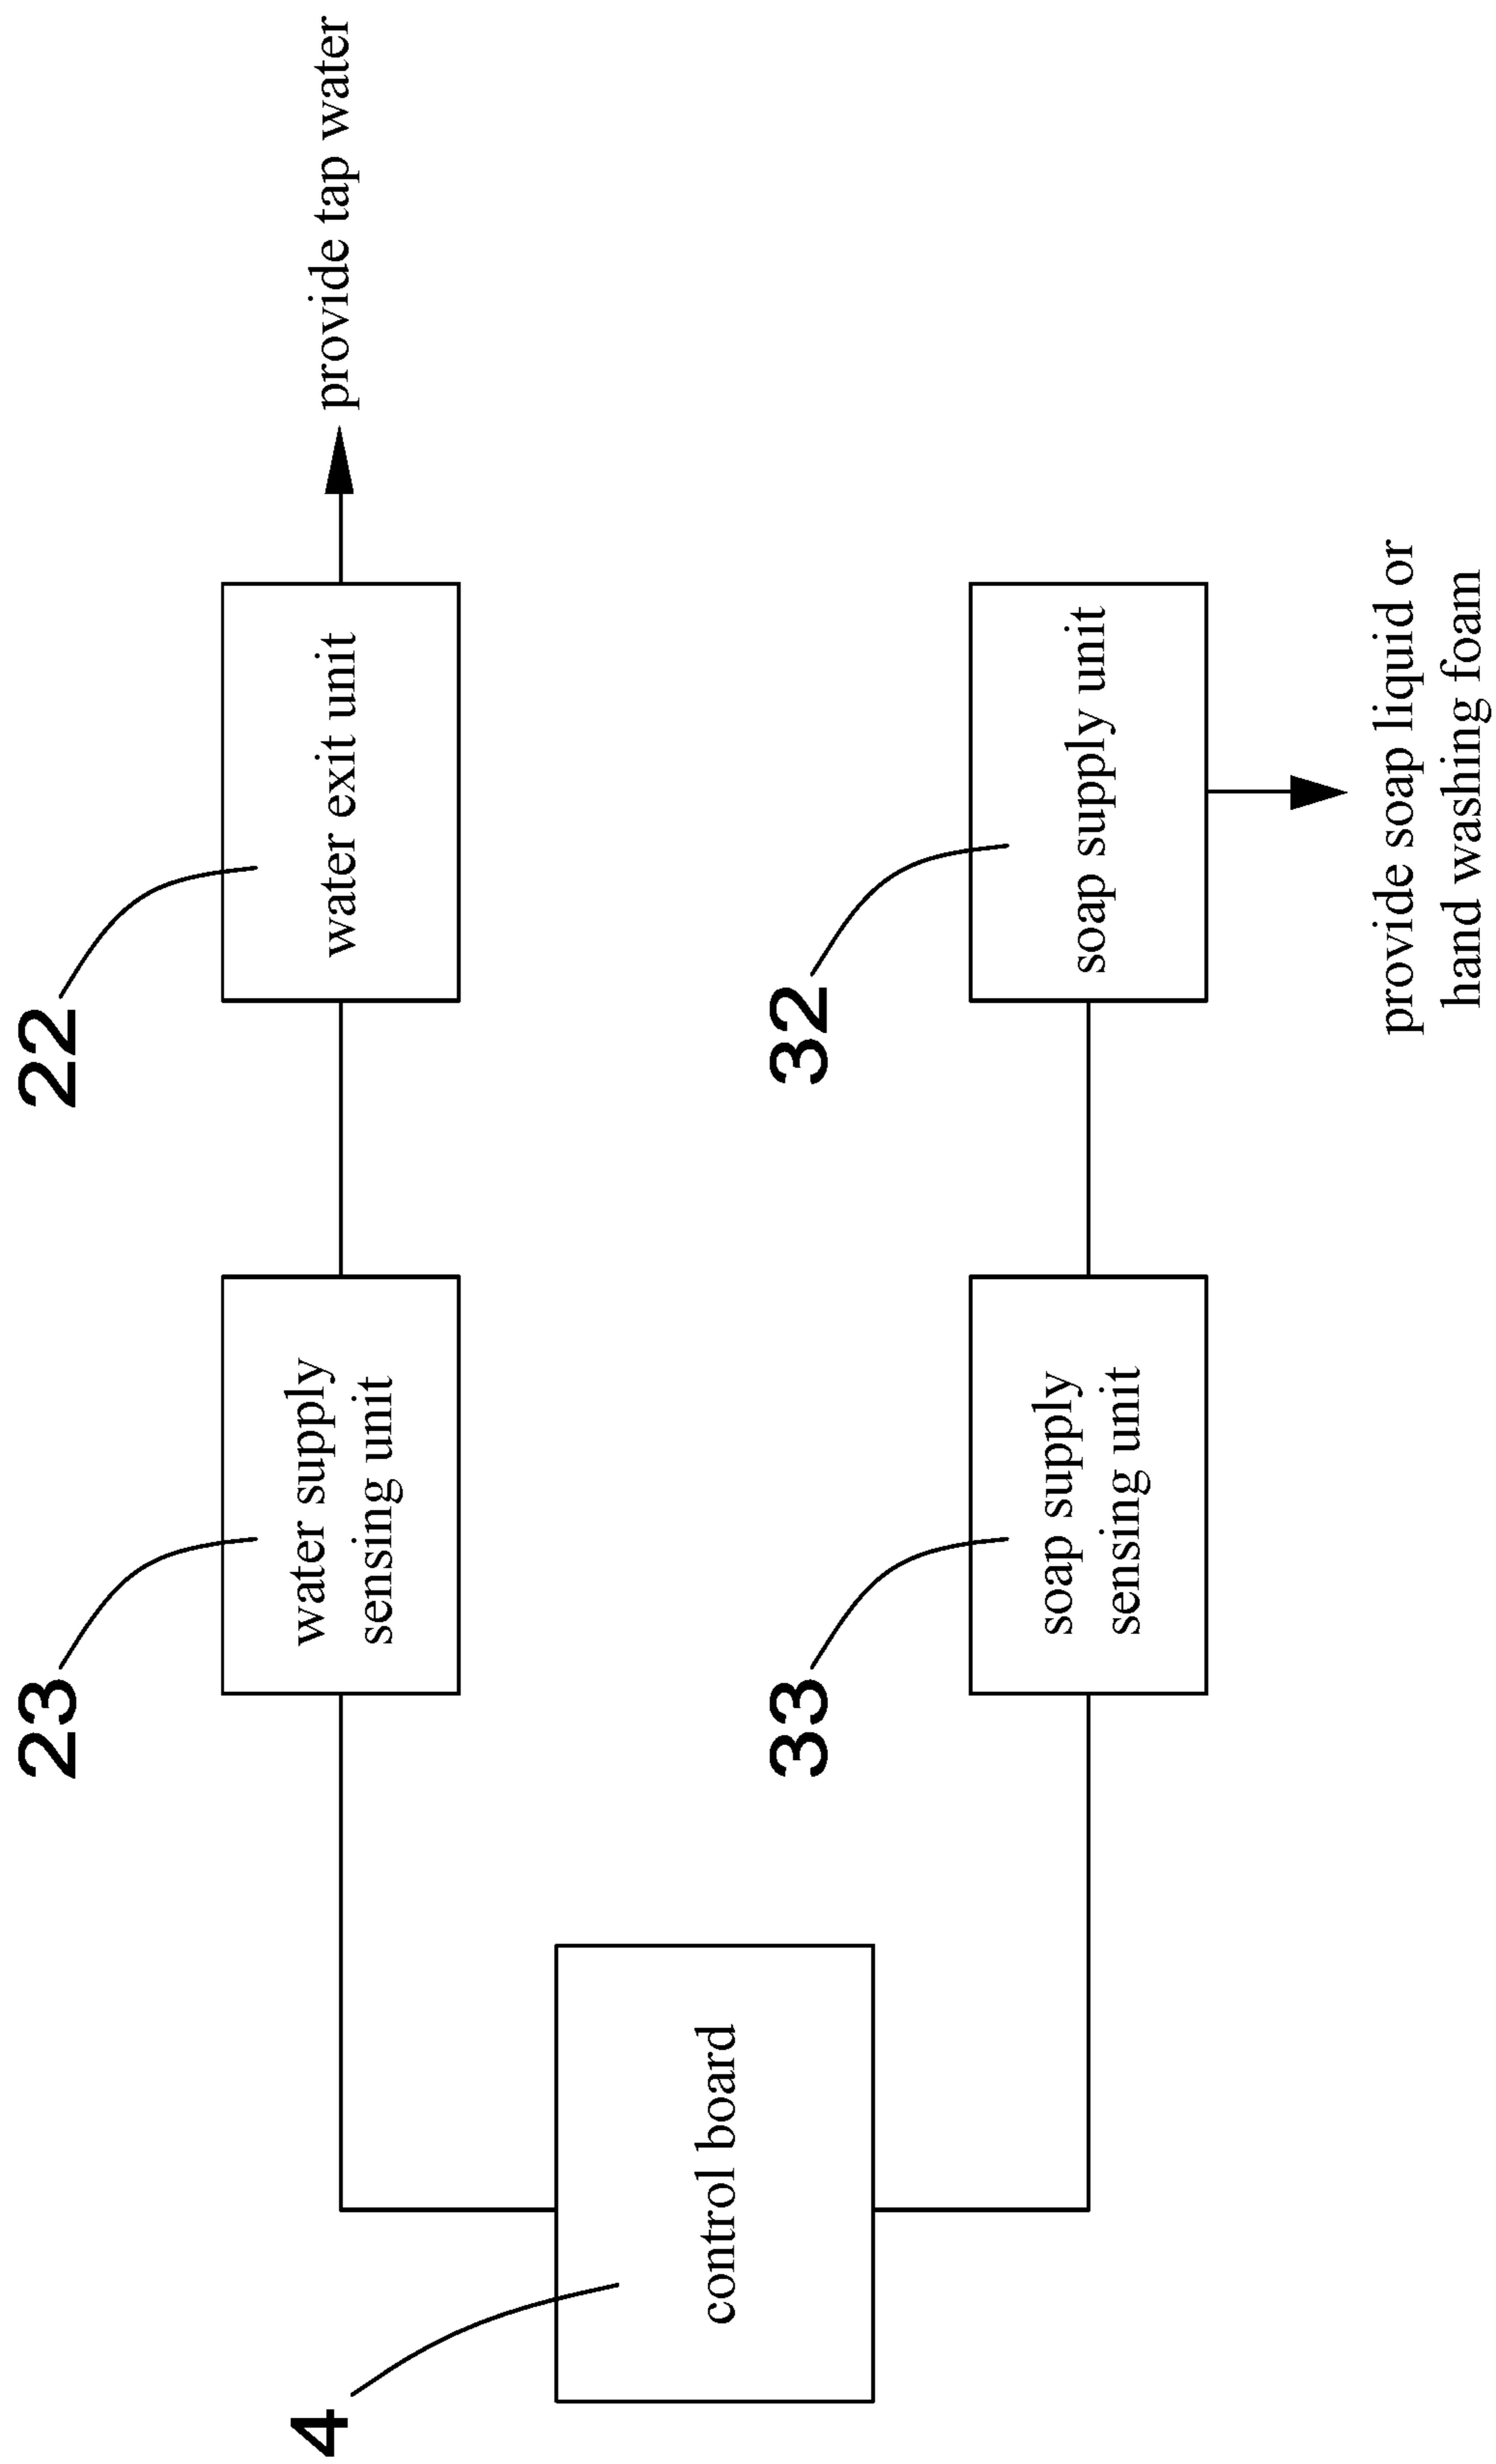 22
water exit unit
provide tap water
23
water supply
sensing unit
4
control board
32
soap supply unit
provide soap liquid or
hand washing foam
33
soap supply
sensing unit